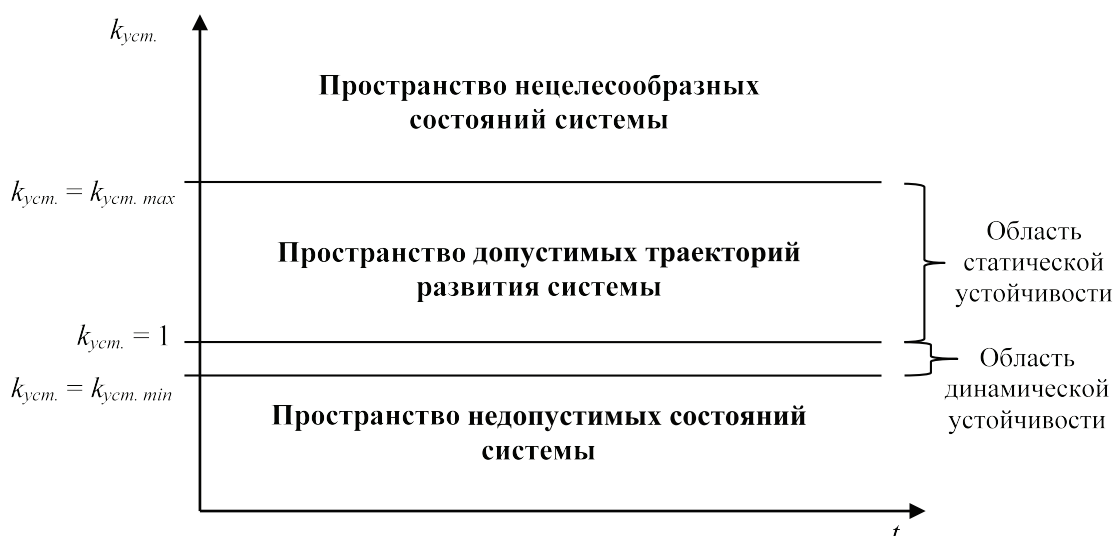 kуст.
Пространство нецелесообразных
состояний системы
kуст. = kуст. max
Пространство допустимых траекторий
развития системы
Область
статической
устойчивости
kуст. = 1
kуст. = kуст. min
Область
динамической
устойчивости
Пространство недопустимых состояний
системы
t